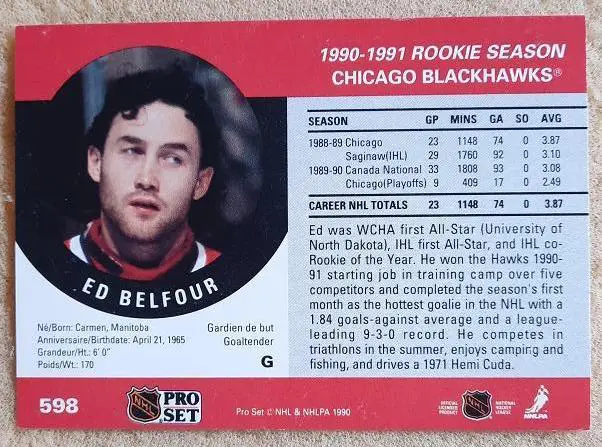 1990-1991 ROOKIE SEASON
CHICAGO BLACKHAWKS®
SEASON GP MINS GA SO AVG
1988-89 Chicago 23 1148 74 0 3.87
Saginaw(IHL) 29 1760 92 0 3.10
1989-90 Canada National 33 1808 93 0 3.08
Chicago(Playoffs) 9 409 17 0 2.49
CAREER NHL TOTALS 23 1148 74 0 3.87
Ed was WCHA first All-Star (University of
North Dakota), IHL first All-Star, and IHL co-
Rookie of the Year. He won the Hawks 1990-
91 starting job in training camp over five
competitors and completed the season's first
month as the hottest goalie in the NHL with a
1.84 goals-against average and a league-
leading 9-3-0 record. He competes in
triathlons in the summer, enjoys camping and
fishing, and drives a 1971 Hemi Cuda.
ED BELFOUR
Né/Born: Carmen, Manitoba
Anniversaire/Birthdate: April 21, 1965
Grandeur/Ht.: 6' 0"
Poids/Wt.: 170
Gardien de but
Goaltender
G
598
NHL
PRO
SET
Pro Set © NHL & NHLPA 1990
OFFICIAL
LICENSED
PRODUCT
NHL
NATIONAL
HOCKEY
LEAGUE
NHLPA